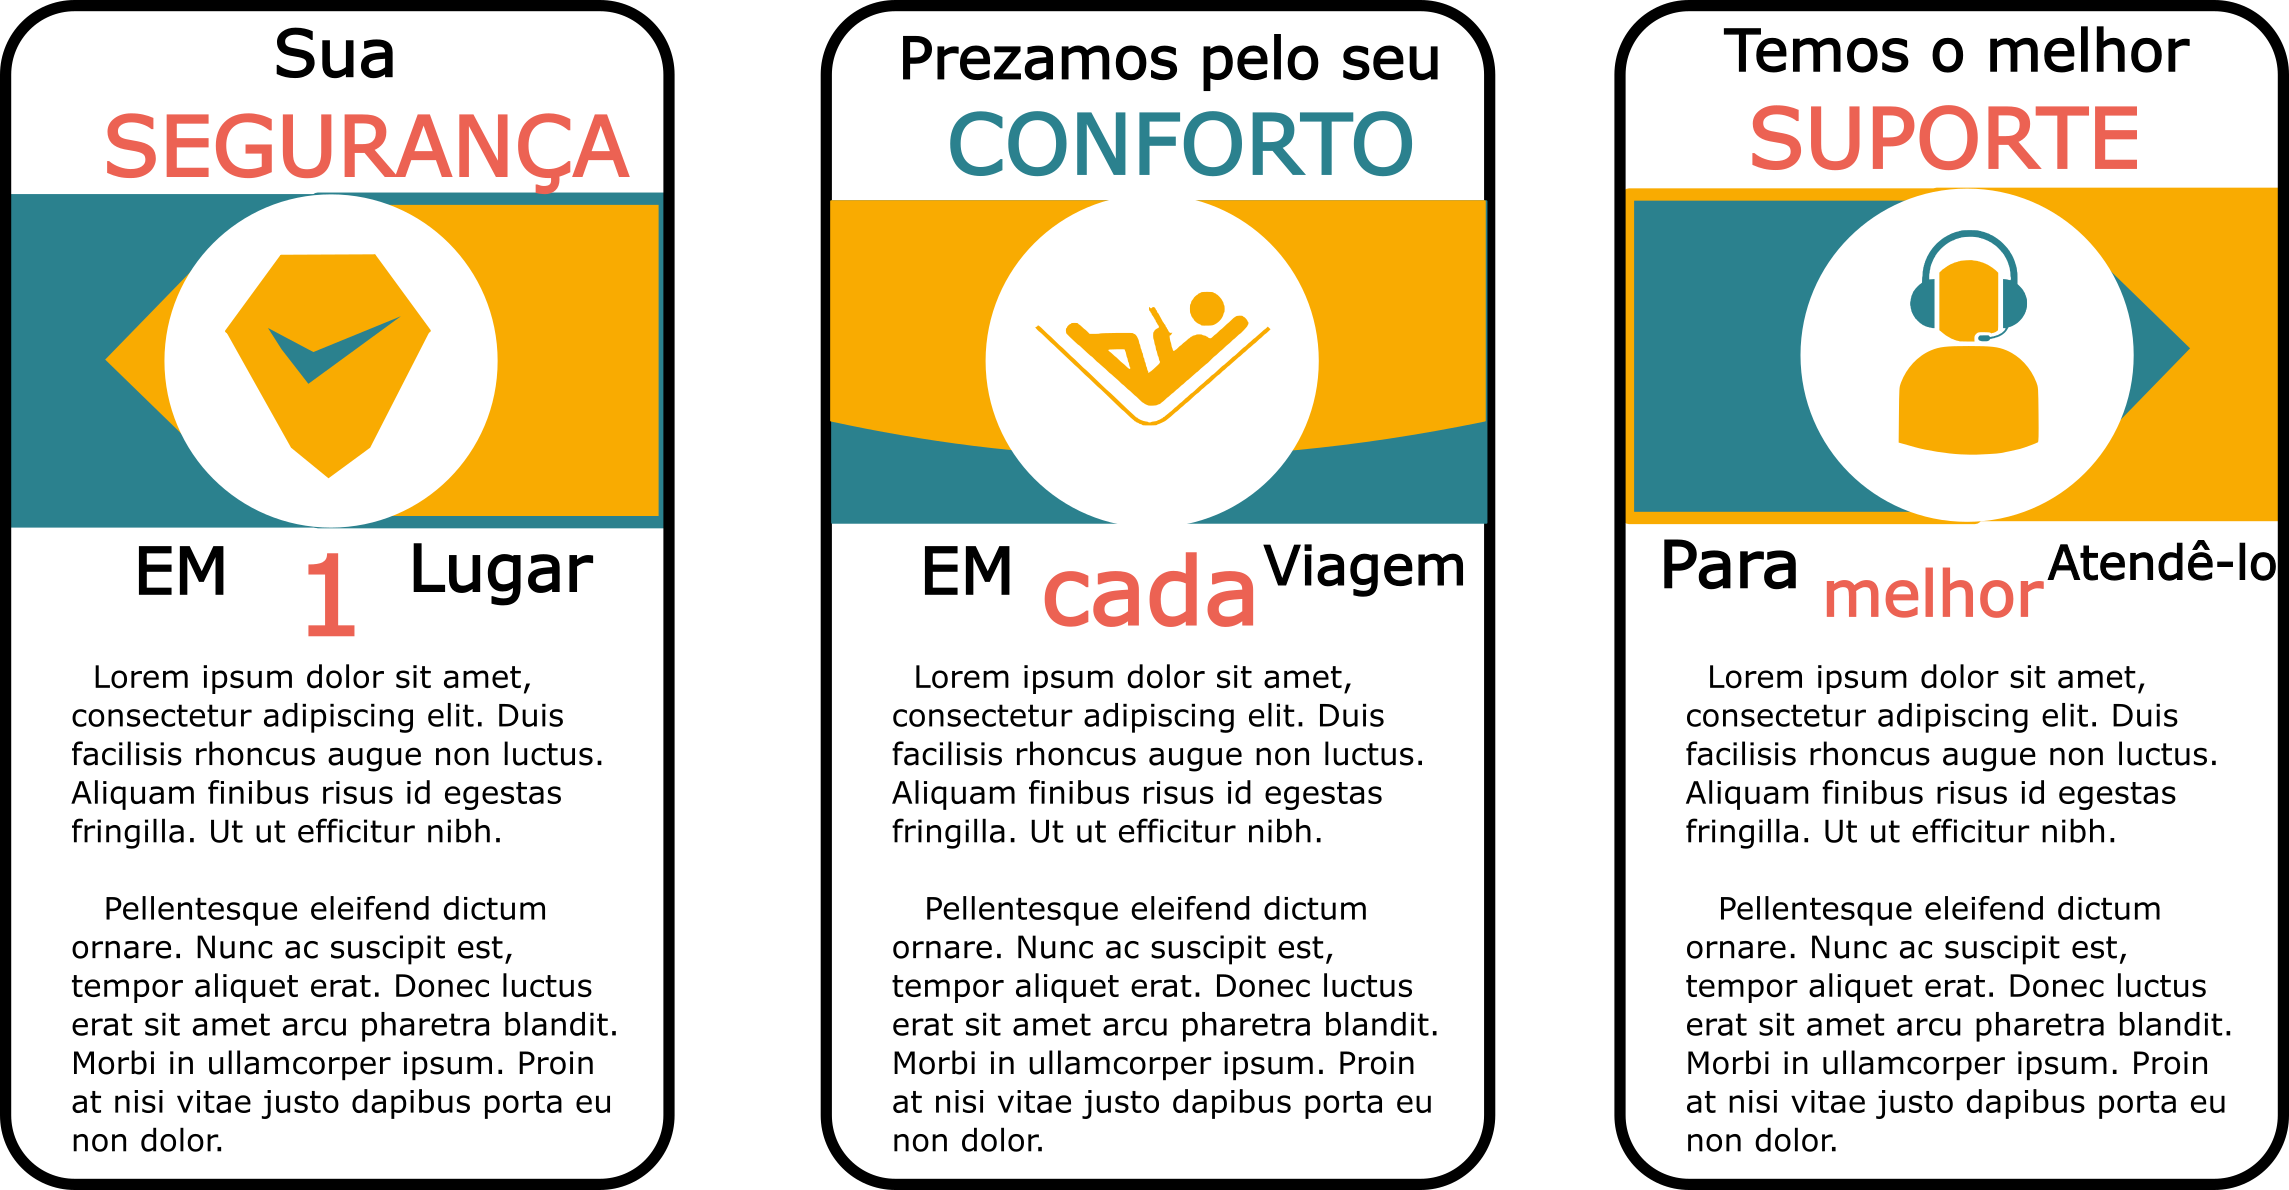 Sua
SEGURANÇA
EM 1 Lugar
Lorem ipsum dolor sit amet,
consectetur adipiscing elit. Duis
facilisis rhoncus augue non luctus.
Aliquam finibus risus id egestas
fringilla. Ut ut efficitur nibh.
Pellentesque eleifend dictum
ornare. Nunc ac suscipit est,
tempor aliquet erat. Donec luctus
erat sit amet arcu pharetra blandit.
Morbi in ullamcorper ipsum. Proin
at nisi vitae justo dapibus porta eu
non dolor.
Prezamos pelo seu
CONFORTO
EM cada Viagem
Lorem ipsum dolor sit amet,
consectetur adipiscing elit. Duis
facilisis rhoncus augue non luctus.
Aliquam finibus risus id egestas
fringilla. Ut ut efficitur nibh.
Pellentesque eleifend dictum
ornare. Nunc ac suscipit est,
tempor aliquet erat. Donec luctus
erat sit amet arcu pharetra blandit.
Morbi in ullamcorper ipsum. Proin
at nisi vitae justo dapibus porta eu
non dolor.
Temos o melhor
SUPORTE
Para melhor Atendê-lo
Lorem ipsum dolor sit amet,
consectetur adipiscing elit. Duis
facilisis rhoncus augue non luctus.
Aliquam finibus risus id egestas
fringilla. Ut ut efficitur nibh.
Pellentesque eleifend dictum
ornare. Nunc ac suscipit est,
tempor aliquet erat. Donec luctus
erat sit amet arcu pharetra blandit.
Morbi in ullamcorper ipsum. Proin
at nisi vitae justo dapibus porta eu
non dolor.